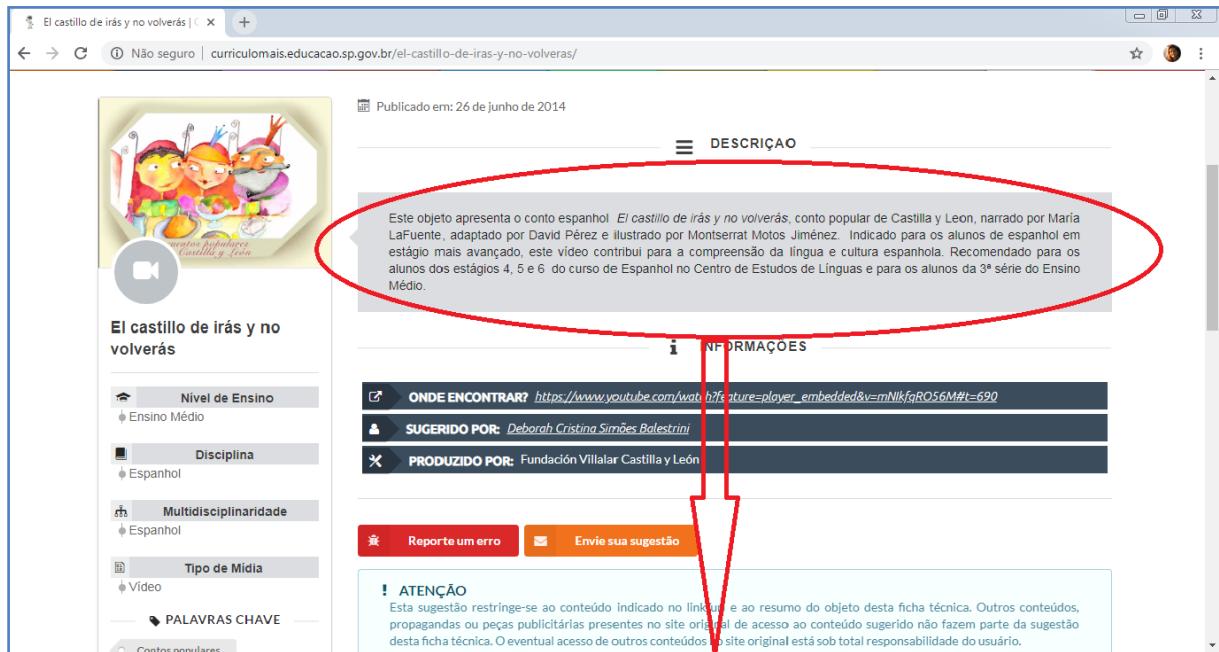 El castillo de irás y no volverás |
Não seguro | curriculomais.educacao.sp.gov.br/el-castillo-de-iras-y-no-volveras/
cuentos populares
de Castilla y León
El castillo de irás y no
volverás
Nível de Ensino
Ensino Médio
Disciplina
Espanhol
Multidisciplinaridade
Espanhol
Tipo de Mídia
Vídeo
PALAVRAS CHAVE
Contos populares
Publicado em: 26 de junho de 2014
DESCRIÇAO
Este objeto apresenta o conto espanhol El castillo de irás y no volverás, conto popular de Castilla y Leon, narrado por María
LaFuente, adaptado por David Pérez e ilustrado por Montserrat Motos Jiménez. Indicado para os alunos de espanhol em
estágio mais avançado, este vídeo contribui para a compreensão da língua e cultura espanhola. Recomendado para os
alunos dos estágios 4, 5 e 6 do curso de Espanhol no Centro de Estudos de Línguas e para os alunos da 3ª série do Ensino
Médio.
INFORMAÇÕES
ONDE ENCONTRAR? https://www.youtube.com/watch?feature=player_embedded&v=mNIkfqRO56M#t=690
SUGERIDO POR: Deborah Cristina Simões Balestrini
PRODUZIDO POR: Fundación Villalar Castilla y León
Reporte um erro
Envie sua sugestão
! ATENÇÃO
Esta sugestão restringe-se ao conteúdo indicado no link/url e ao resumo do objeto desta ficha técnica. Outros conteúdos,
propagandas ou peças publicitárias presentes no site original de acesso ao conteúdo sugerido não fazem parte da sugestão
desta ficha técnica. O eventual acesso de outros conteúdos no site original está sob total responsabilidade do usuário.